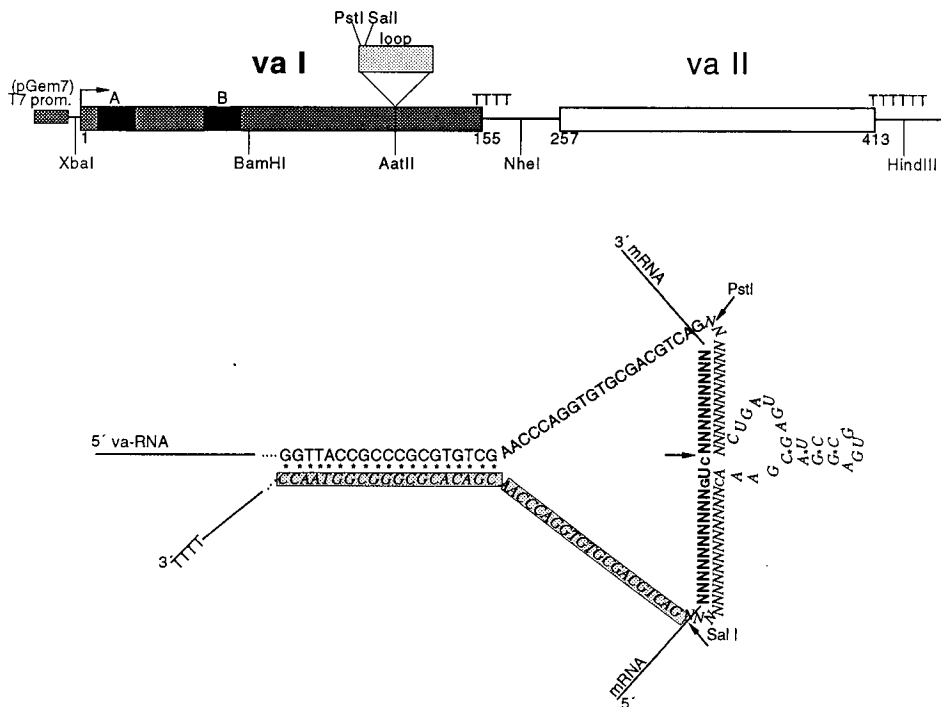 PstI SalI
loop
va I
va II
(pGem7)
T7 prom.
A
B
TTTT
TTTTTT
1
155
257
413
XbaI
BamHI
AatII
NheI
HindIII
3´ mRNA
PstI
5´ va-RNA
GGTTACCGCCCGCGTGTCG
AACCCAGGTGTGCGACGTCAG
CCAATGGCGGGCGCACAGC
AACCCAGGTGTGCGACGTCAG
3´TTTT
Sal I
mRNA
5´